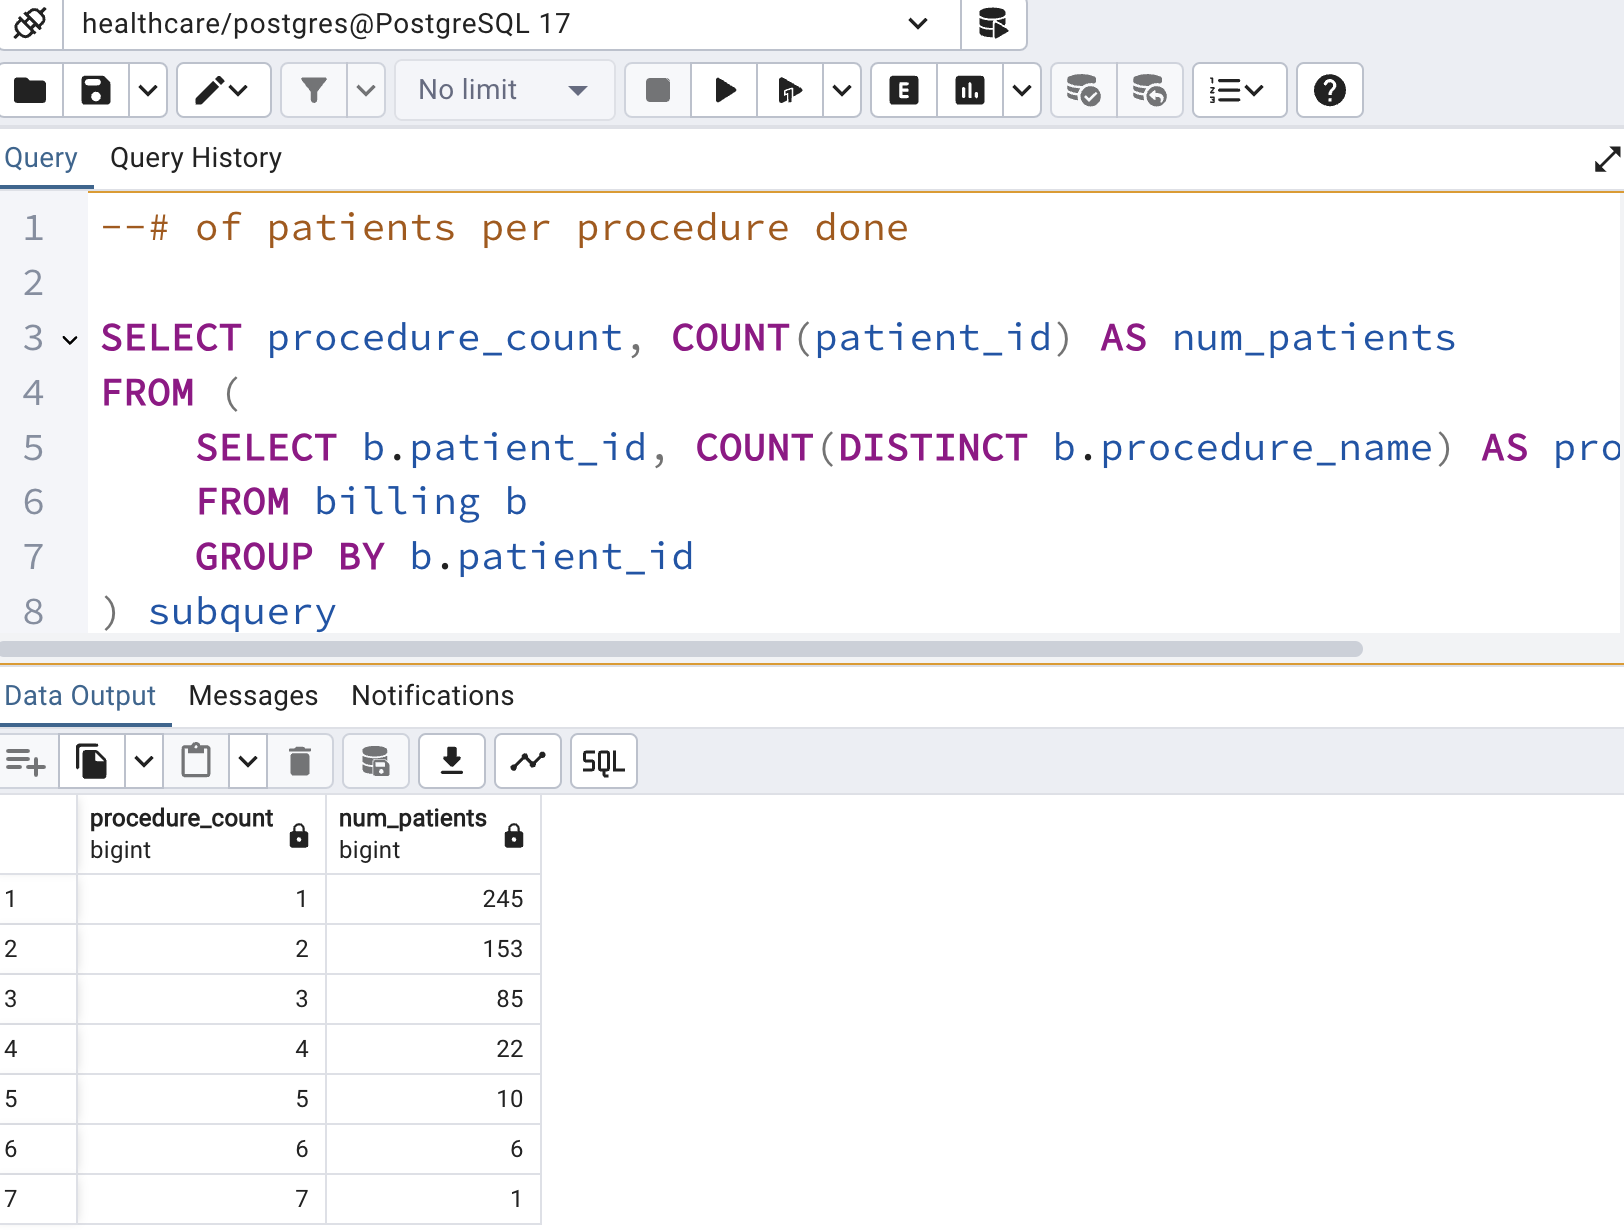 healthcare/postgres@PostgreSQL 17
No limit
E
Query Query History
1 --# of patients per procedure done
2
3 SELECT procedure_count, COUNT(patient_id) AS num_patients
4 FROM (
5 SELECT b.patient_id, COUNT(DISTINCT b.procedure_name) AS pro
6 FROM billing b
7 GROUP BY b.patient_id
8 ) subquery
Data Output Messages Notifications
SQL
procedure_count num_patients
bigint bigint
1 1 245
2 2 153
3 3 85
4 4 22
5 5 10
6 6 6
7 7 1